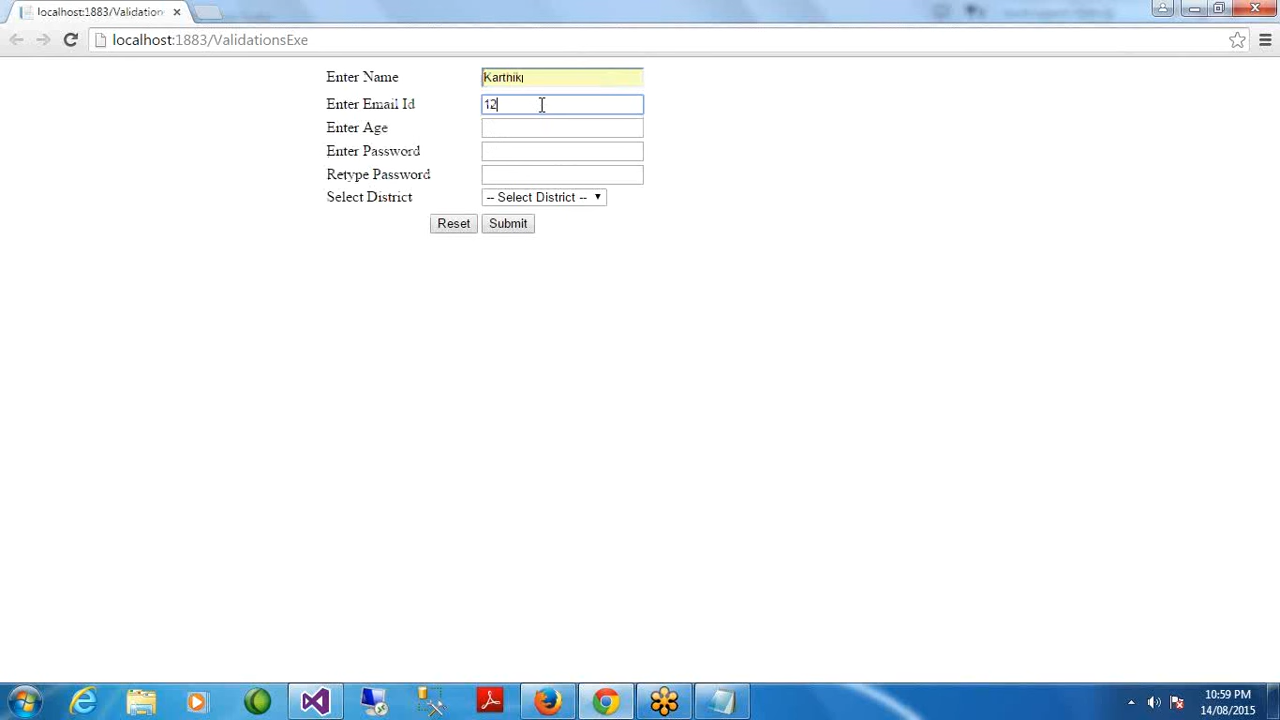 localhost:1883/Validation
localhost:1883/ValidationsExe
Enter Name Karthik
Enter Email Id 12
Enter Age
Enter Password
Retype Password
Select District -- Select District --
Reset Submit
10:59 PM
14/08/2015